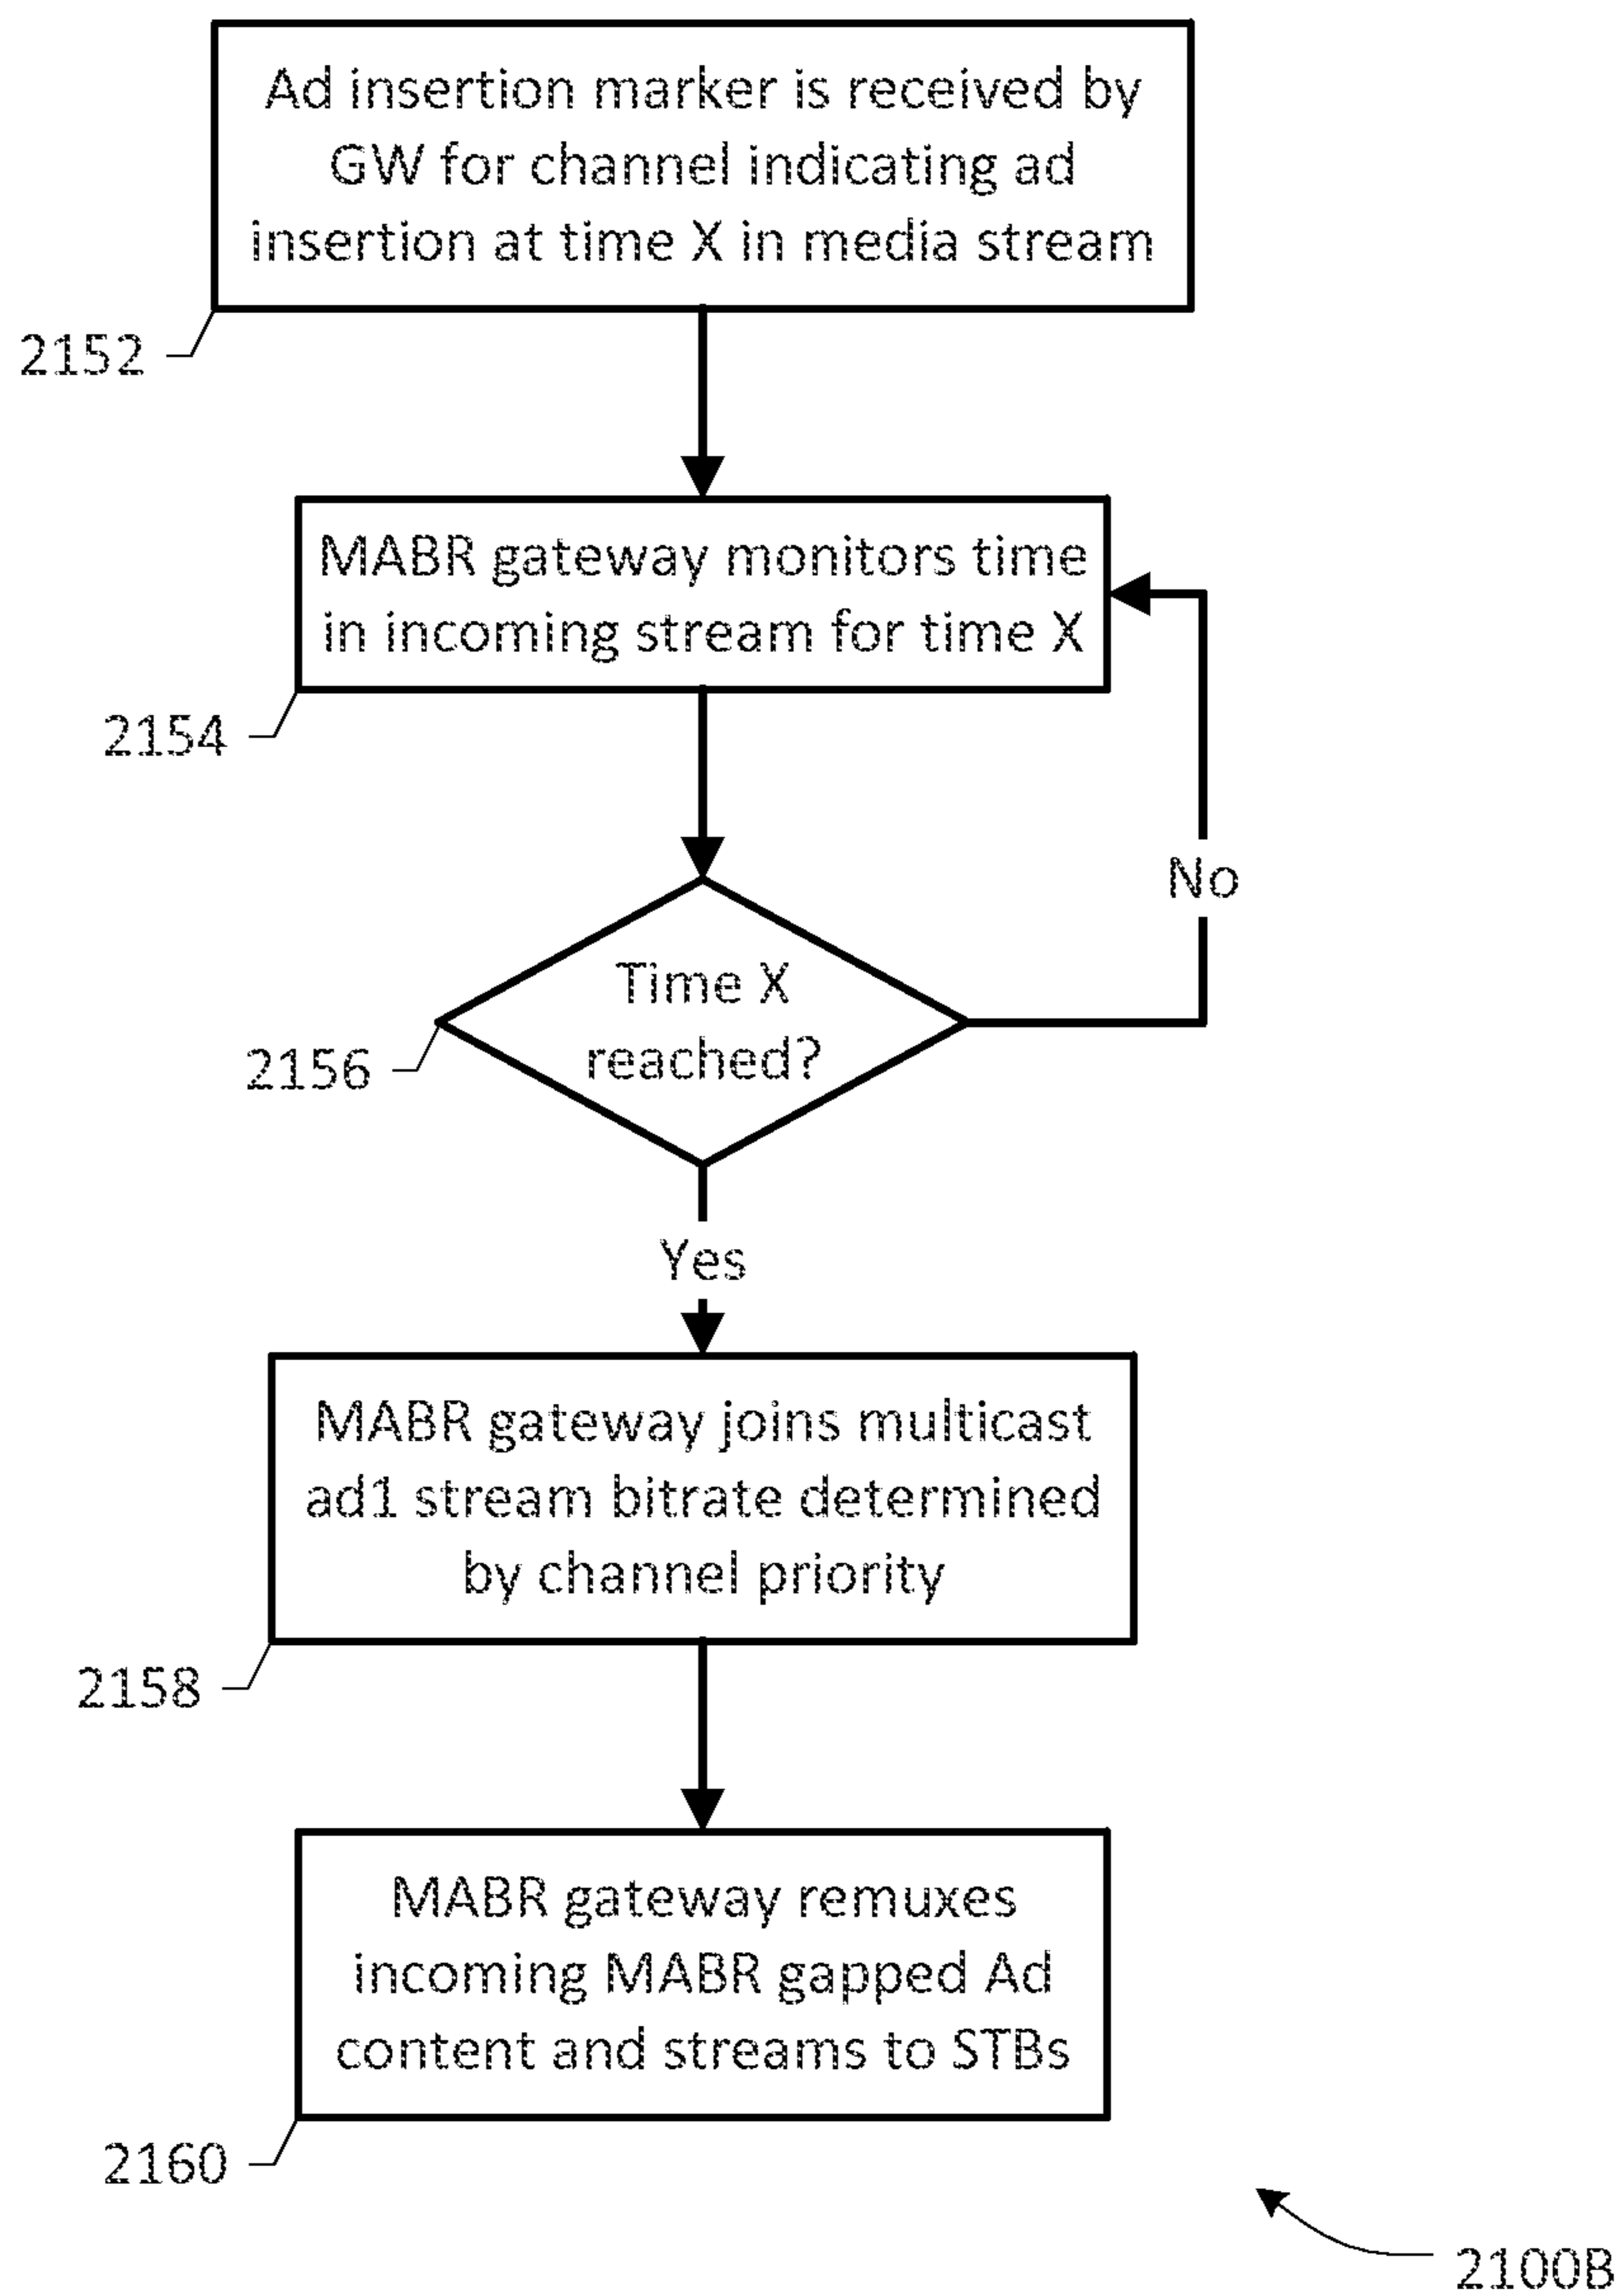 Ad insertion marker is received by
GW for channel indicating ad
insertion at time X in media stream
2152
MABR gateway monitors time
in incoming stream for time X
2154
No
Time X
reached?
2156
Yes
MABR gateway joins multicast
ad1 stream bitrate determined
by channel priority
2158
MABR gateway remuxes
incoming MABR gapped Ad
content and streams to STBs
2160
2100B